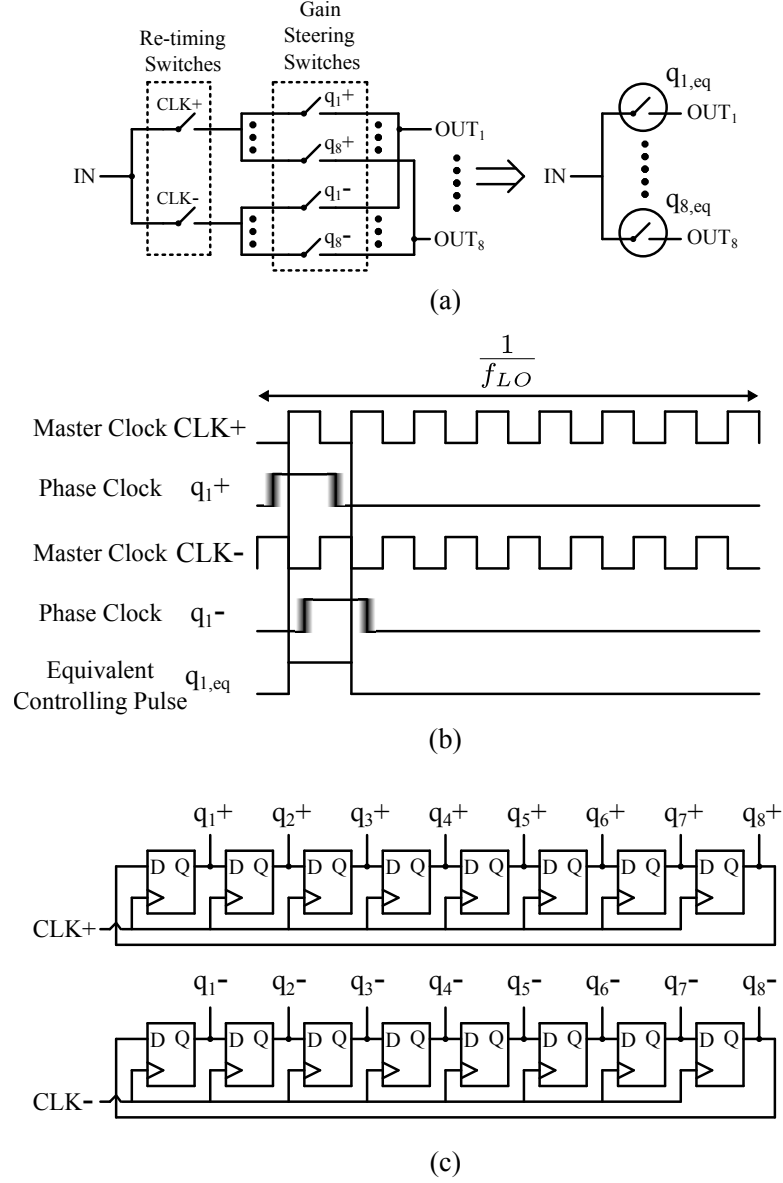 Re-timing Switches
Gain Steering Switches
IN
CLK+
CLK-
q1+
q8+
q1-
q8-
OUT1
OUT8
IN
q1,eq
OUT1
q8,eq
OUT8
(a)
1/fLO
Master Clock CLK+
Phase Clock q1+
Master Clock CLK-
Phase Clock q1-
Equivalent Controlling Pulse q1,eq
(b)
q1+ q2+ q3+ q4+ q5+ q6+ q7+ q8+
D Q D Q D Q D Q D Q D Q D Q D Q
CLK+
q1- q2- q3- q4- q5- q6- q7- q8-
D Q D Q D Q D Q D Q D Q D Q D Q
CLK-
(c)